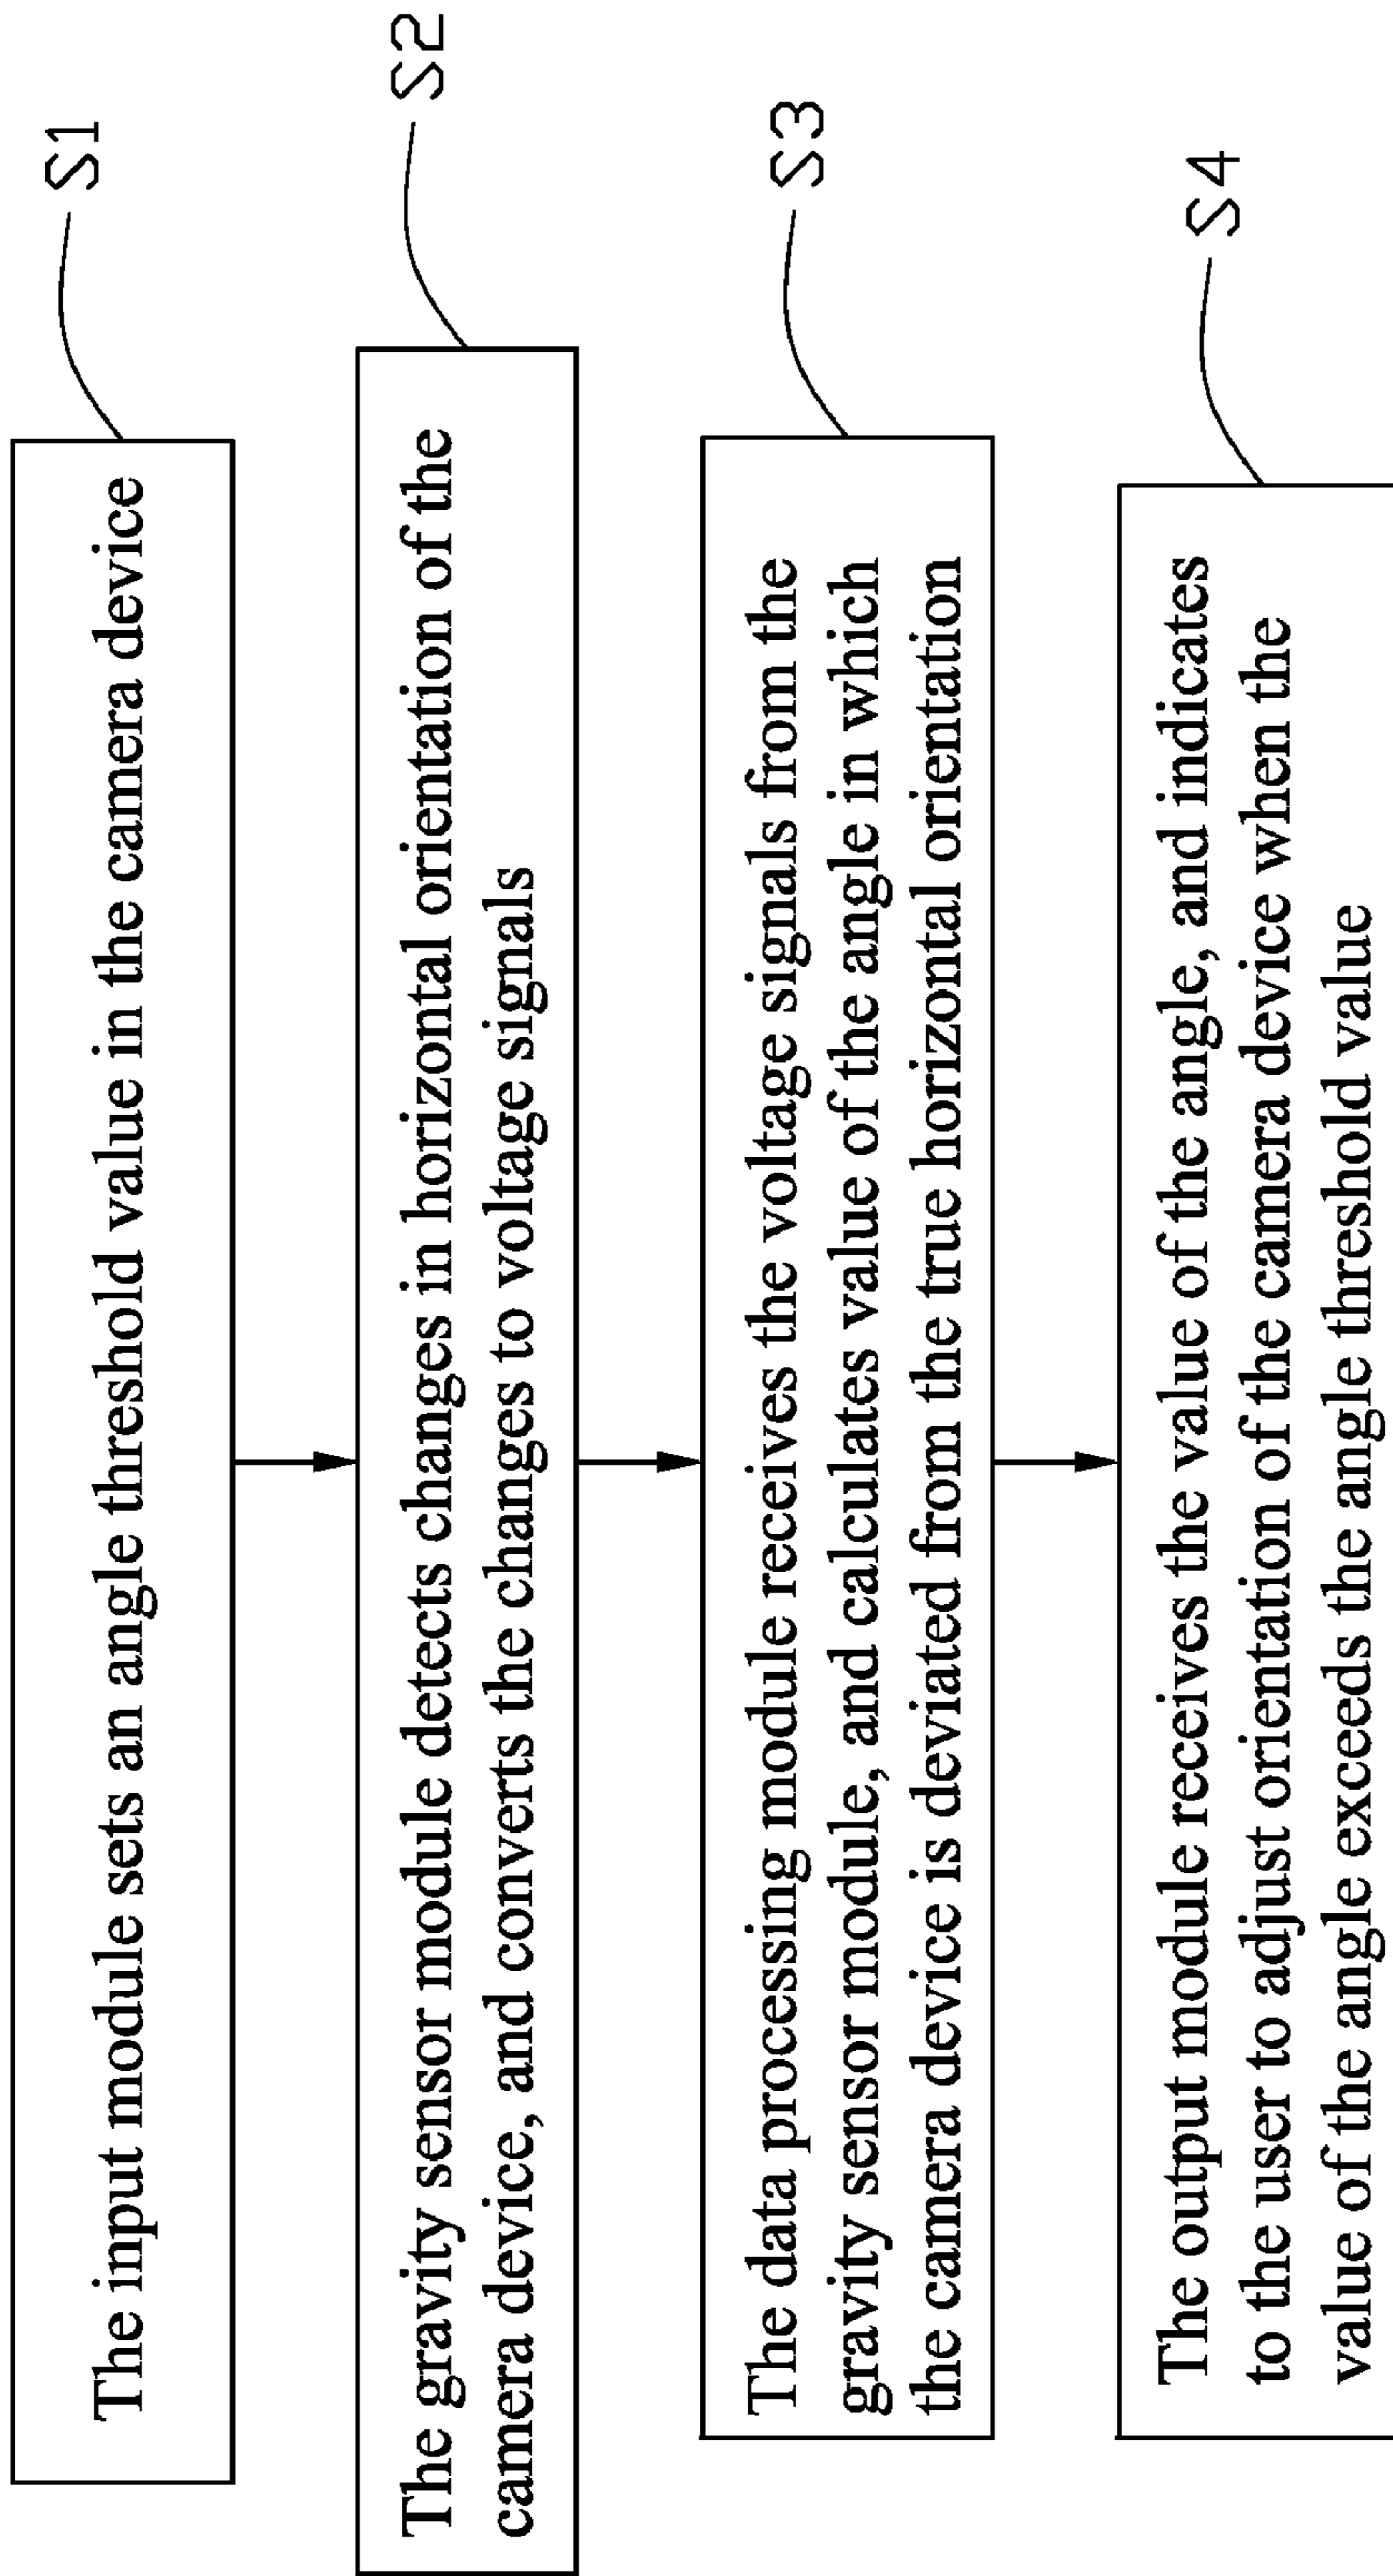 The input module sets an angle threshold value in the camera device
S1
The gravity sensor module detects changes in horizontal orientation of the
camera device, and converts the changes to voltage signals
S2
The data processing module receives the voltage signals from the
gravity sensor module, and calculates value of the angle in which
the camera device is deviated from the true horizontal orientation
S3
The output module receives the value of the angle, and indicates
to the user to adjust orientation of the camera device when the
value of the angle exceeds the angle threshold value
S4